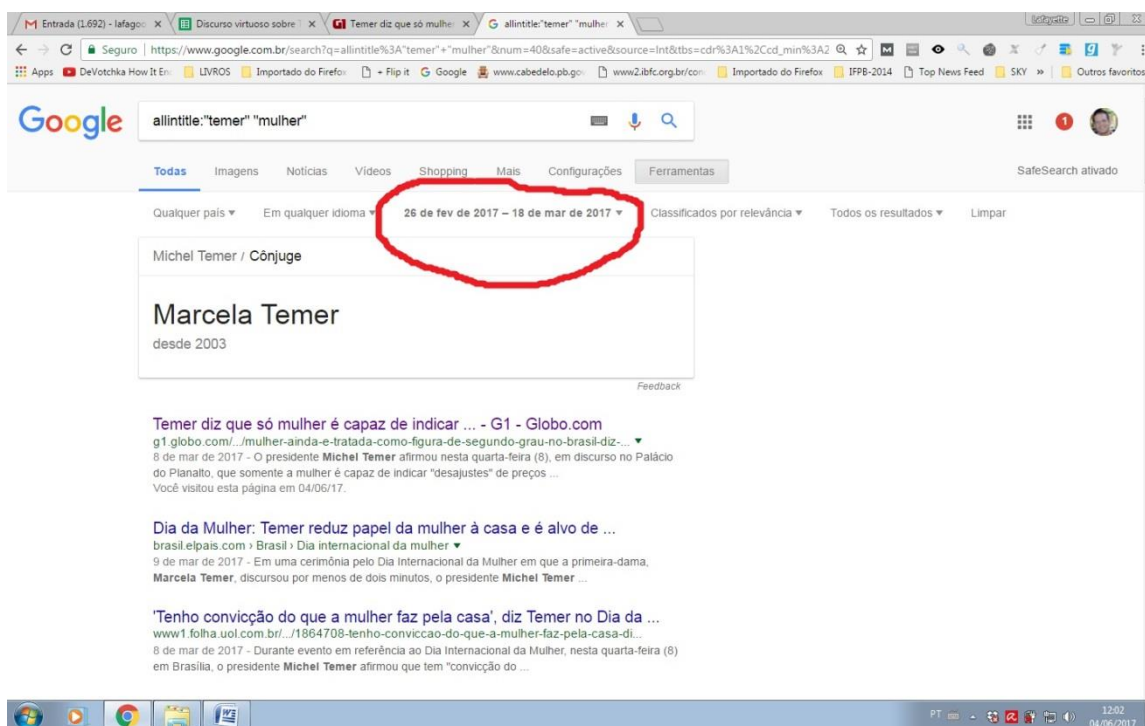 Entrada (1.692) - lafago
Discurso virtuoso sobre
Temer diz que só mulher
allintitle:"temer" "mulher
lafayette
Seguro https://www.google.com.br/search?q=allintitle%3A"temer"+"mulher"&num=40&safe=active&source=lnt&tbs=cdr%3A1%2Ccd_min%3A2
Apps DeVotchka How It En LIVROS Importado do Firefox + Flip it Google www.cabedelo.pb.go www2.ibfc.org.br/con Importado do Firefox IFPB-2014 Top News Feed SKY » Outros favoritos
Google
allintitle:"temer" "mulher"
1
Todas Imagens Notícias Vídeos Shopping Mais Configurações Ferramentas SafeSearch ativado
Qualquer país Em qualquer idioma 26 de fev de 2017 – 18 de mar de 2017 Classificados por relevância Todos os resultados Limpar
Michel Temer / Cônjuge
Marcela Temer
desde 2003
Feedback
Temer diz que só mulher é capaz de indicar ... - G1 - Globo.com
g1.globo.com/.../mulher-ainda-e-tratada-como-figura-de-segundo-grau-no-brasil-diz-...
8 de mar de 2017 - O presidente Michel Temer afirmou nesta quarta-feira (8), em discurso no Palácio
do Planalto, que somente a mulher é capaz de indicar "desajustes" de preços ...
Você visitou esta página em 04/06/17.
Dia da Mulher: Temer reduz papel da mulher à casa e é alvo de ...
brasil.elpais.com › Brasil › Dia internacional da mulher
9 de mar de 2017 - Em uma cerimônia pelo Dia Internacional da Mulher em que a primeira-dama,
Marcela Temer, discursou por menos de dois minutos, o presidente Michel Temer ...
'Tenho convicção do que a mulher faz pela casa', diz Temer no Dia da ...
www1.folha.uol.com.br/.../1864708-tenho-conviccao-do-que-a-mulher-faz-pela-casa-di...
8 de mar de 2017 - Durante evento em referência ao Dia Internacional da Mulher, nesta quarta-feira (8)
em Brasília, o presidente Michel Temer afirmou que tem "convicção do ...
PT
12:02
04/06/2017